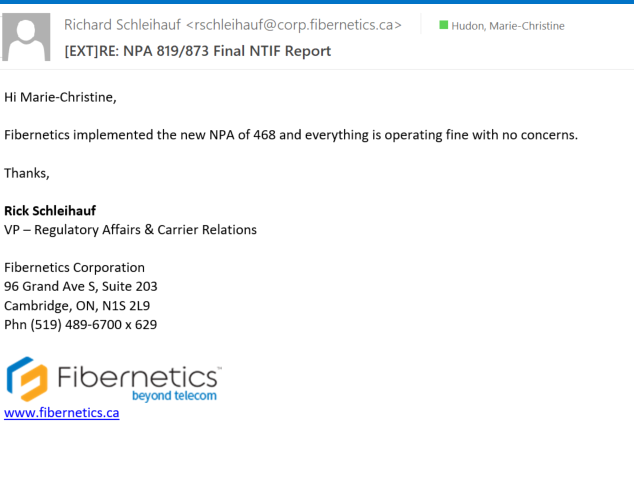 Richard Schleihauf <rschleihauf@corp.fibernetics.ca> Hudon, Marie-Christine
[EXT]RE: NPA 819/873 Final NTIF Report
Hi Marie-Christine,
Fibernetics implemented the new NPA of 468 and everything is operating fine with no concerns.
Thanks,
Rick Schleihauf
VP – Regulatory Affairs & Carrier Relations
Fibernetics Corporation
96 Grand Ave S, Suite 203
Cambridge, ON, N1S 2L9
Phn (519) 489-6700 x 629
Fibernetics™
beyond telecom
www.fibernetics.ca